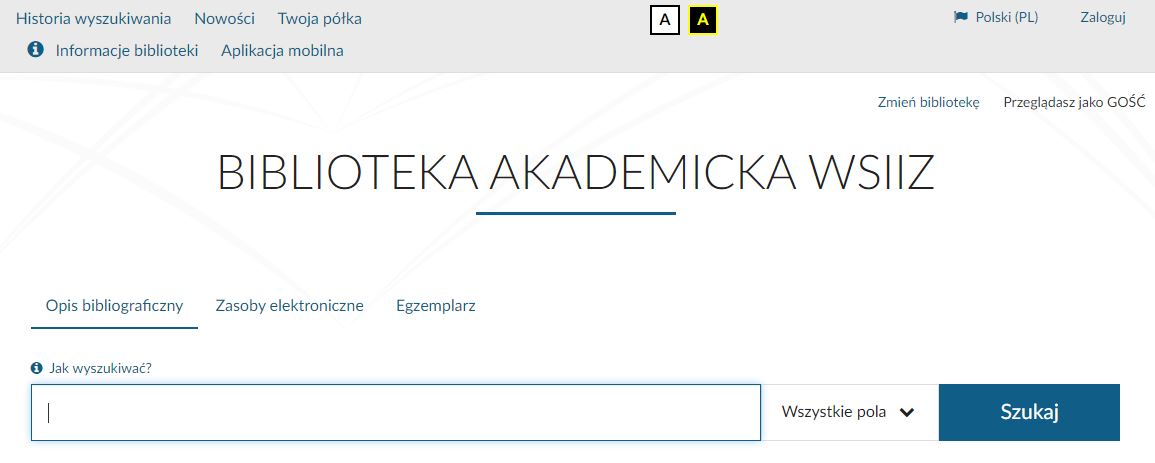 Historia wyszukiwania Nowości Twoja półka A A Polski (PL) Zaloguj
Informacje biblioteki Aplikacja mobilna
Zmień bibliotekę Przeglądasz jako GOŚĆ
BIBLIOTEKA AKADEMICKA WSIIZ
Opis bibliograficzny Zasoby elektroniczne Egzemplarz
Jak wyszukiwać?
Wszystkie pola Szukaj